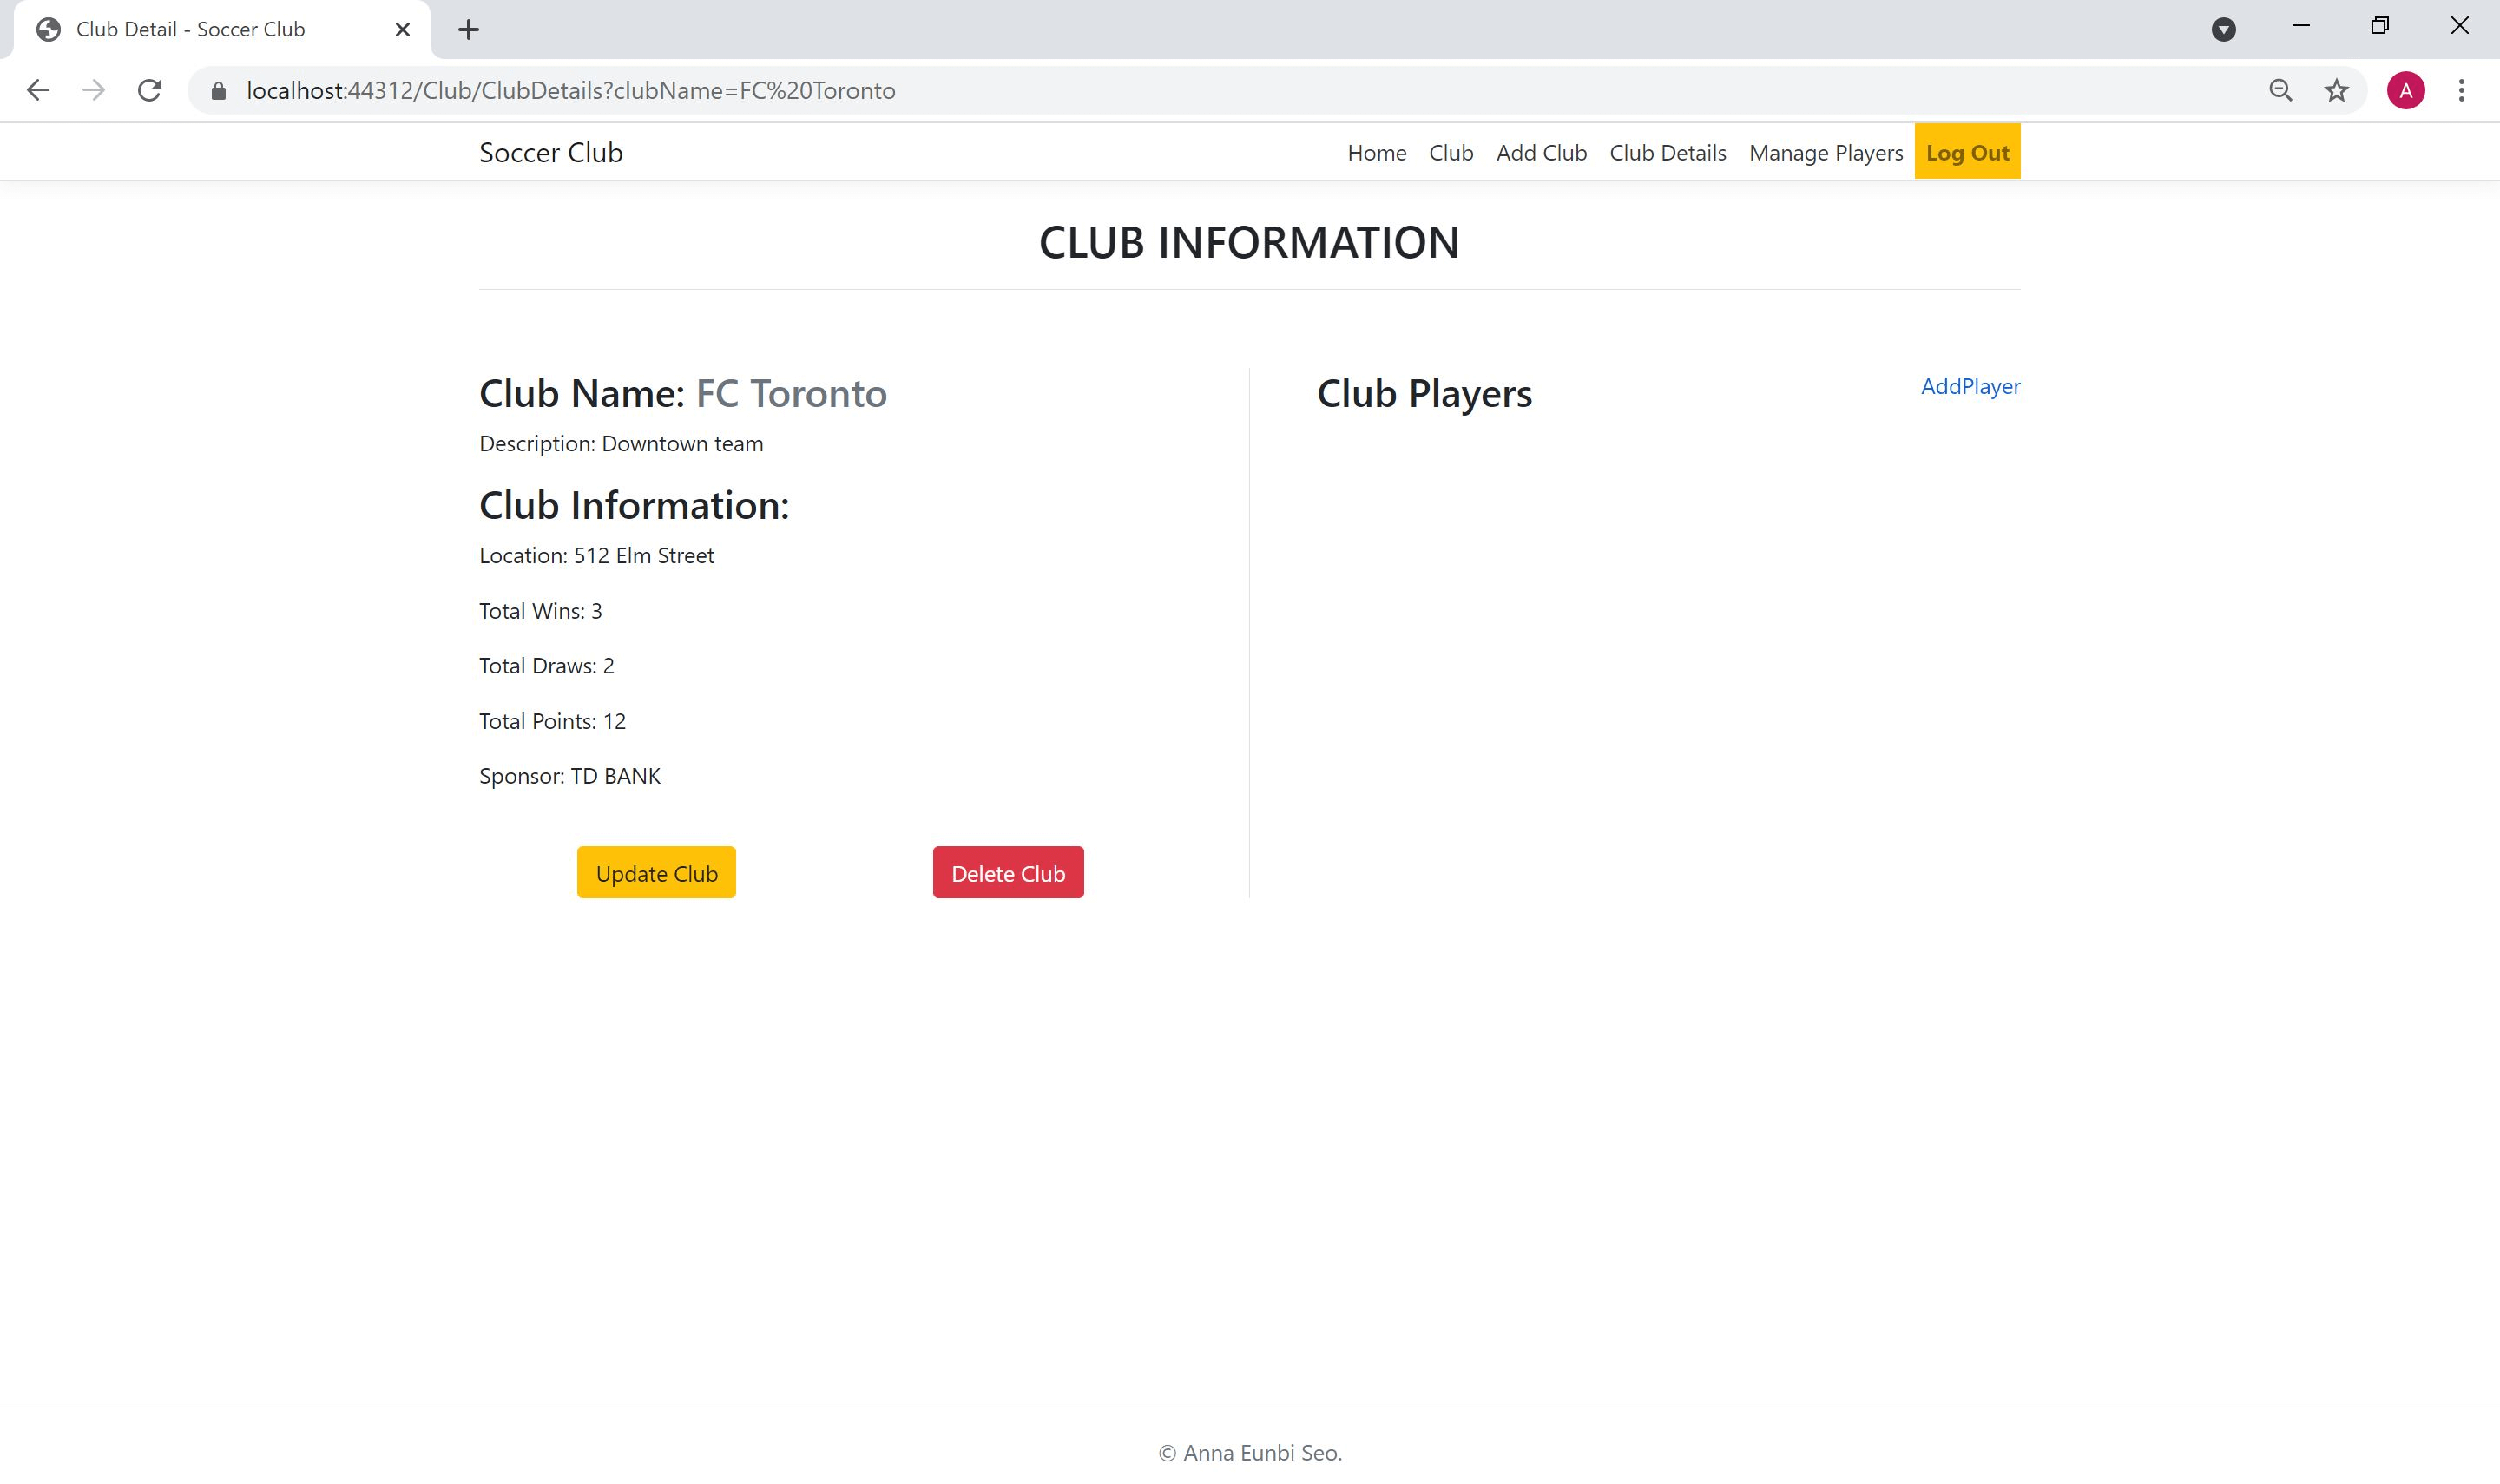 Club Detail - Soccer Club
localhost:44312/Club/ClubDetails?clubName=FC%20Toronto
A
Soccer Club
Home Club Add Club Club Details Manage Players Log Out
CLUB INFORMATION
Club Name: FC Toronto
Description: Downtown team
Club Information:
Location: 512 Elm Street
Total Wins: 3
Total Draws: 2
Total Points: 12
Sponsor: TD BANK
Update Club Delete Club
Club Players
AddPlayer
© Anna Eunbi Seo.